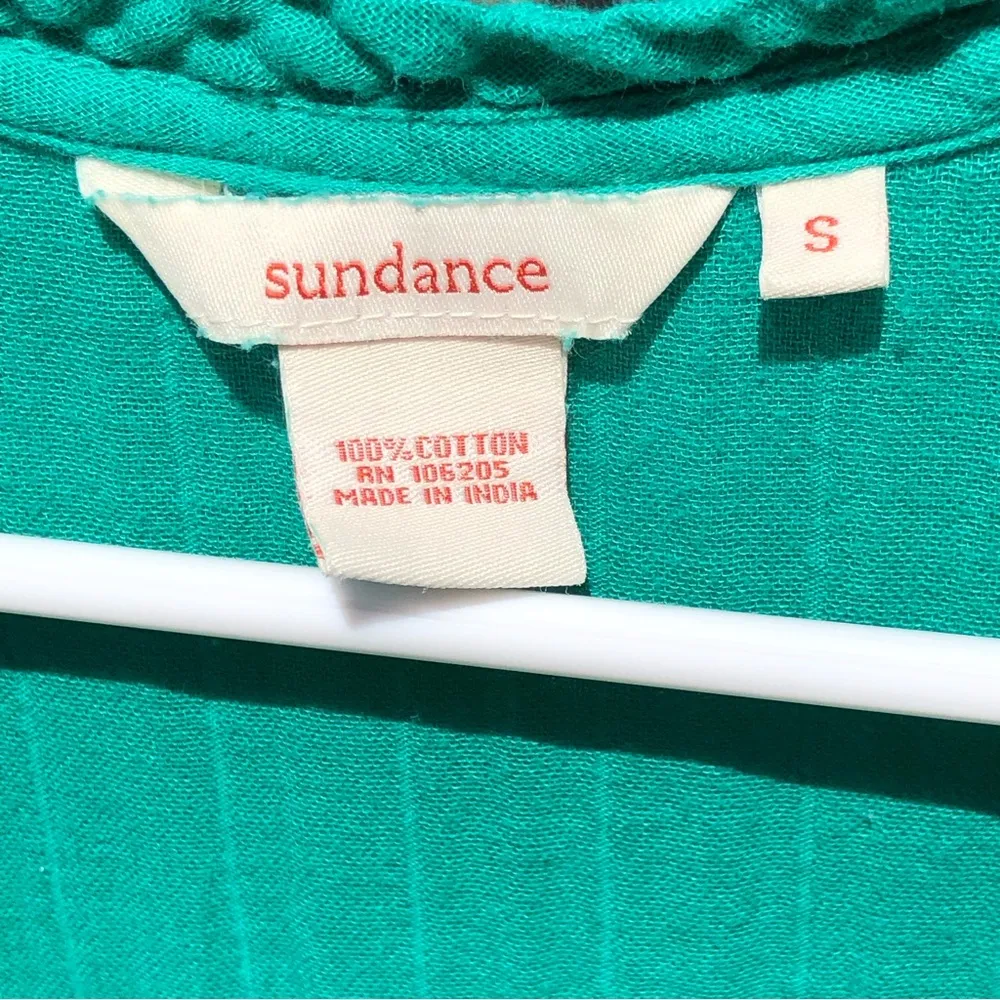 sundance
S
100% COTTON
RN 106205
MADE IN INDIA